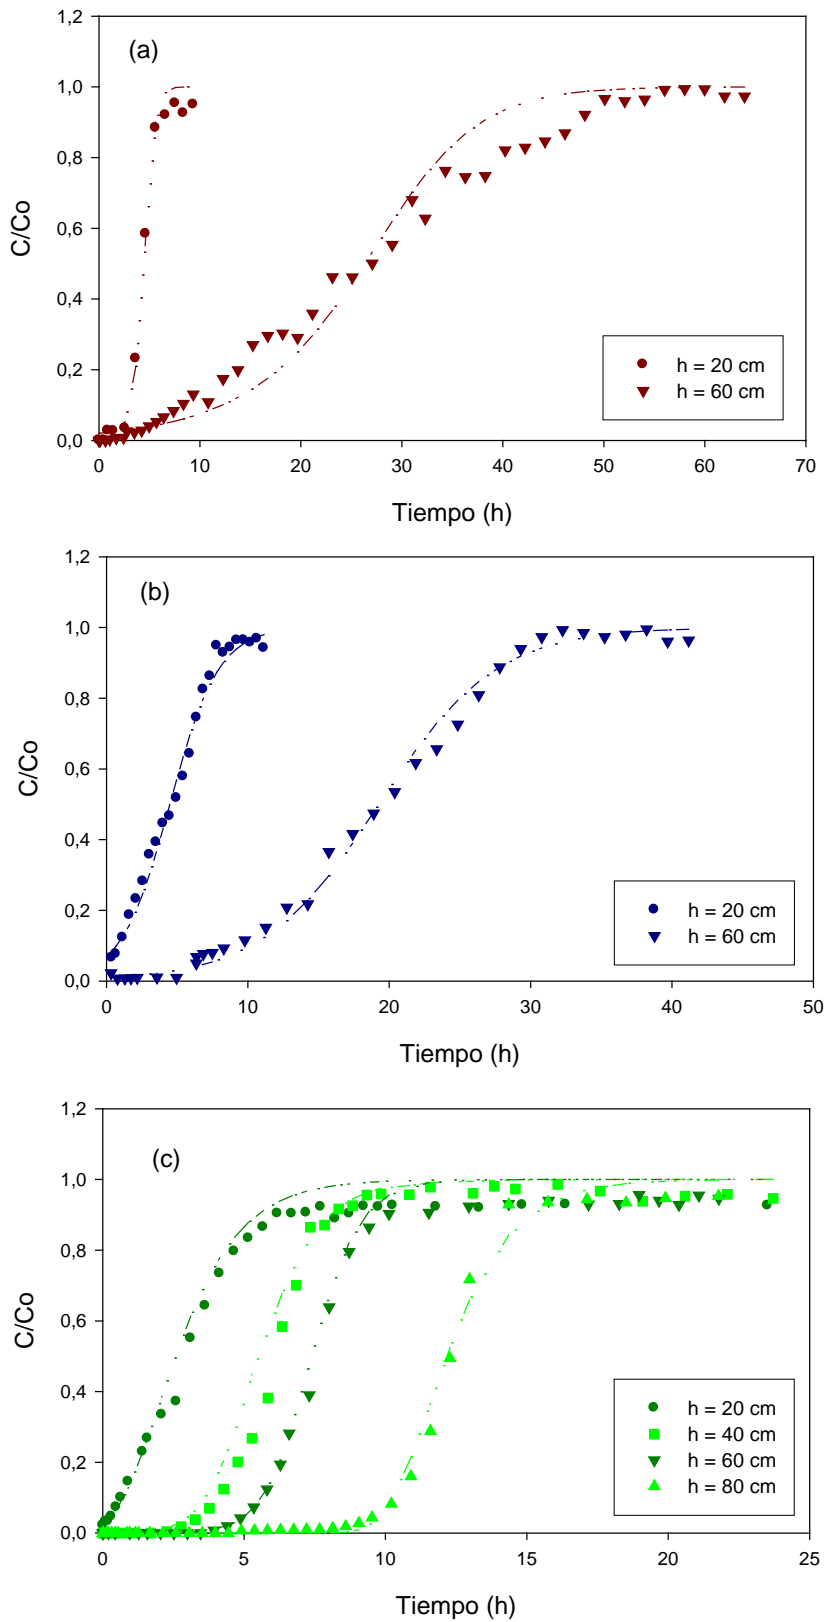 (a)
1,2
1,0
0,8
0,6
0,4
0,2
0,0
C/Co
0 10 20 30 40 50 60 70
Tiempo (h)
h = 20 cm
h = 60 cm
(b)
1,2
1,0
0,8
0,6
0,4
0,2
0,0
C/Co
0 10 20 30 40 50
Tiempo (h)
h = 20 cm
h = 60 cm
(c)
1,2
1,0
0,8
0,6
0,4
0,2
0,0
C/Co
0 5 10 15 20 25
Tiempo (h)
h = 20 cm
h = 40 cm
h = 60 cm
h = 80 cm